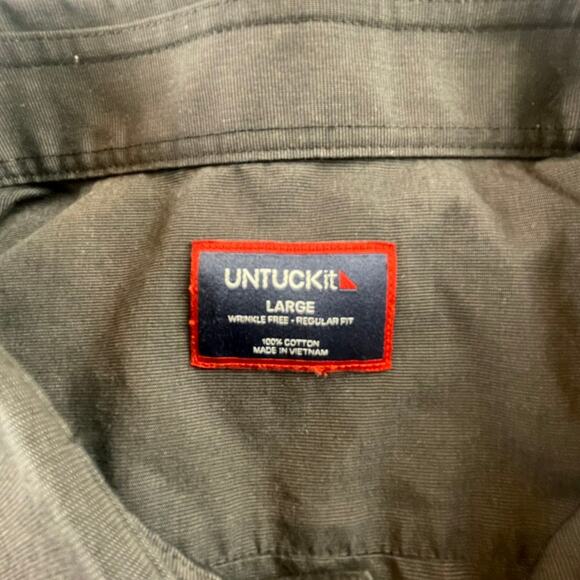 UNTUCKit
LARGE
WRINKLE FREE • REGULAR FIT
100% COTTON
MADE IN VIETNAM